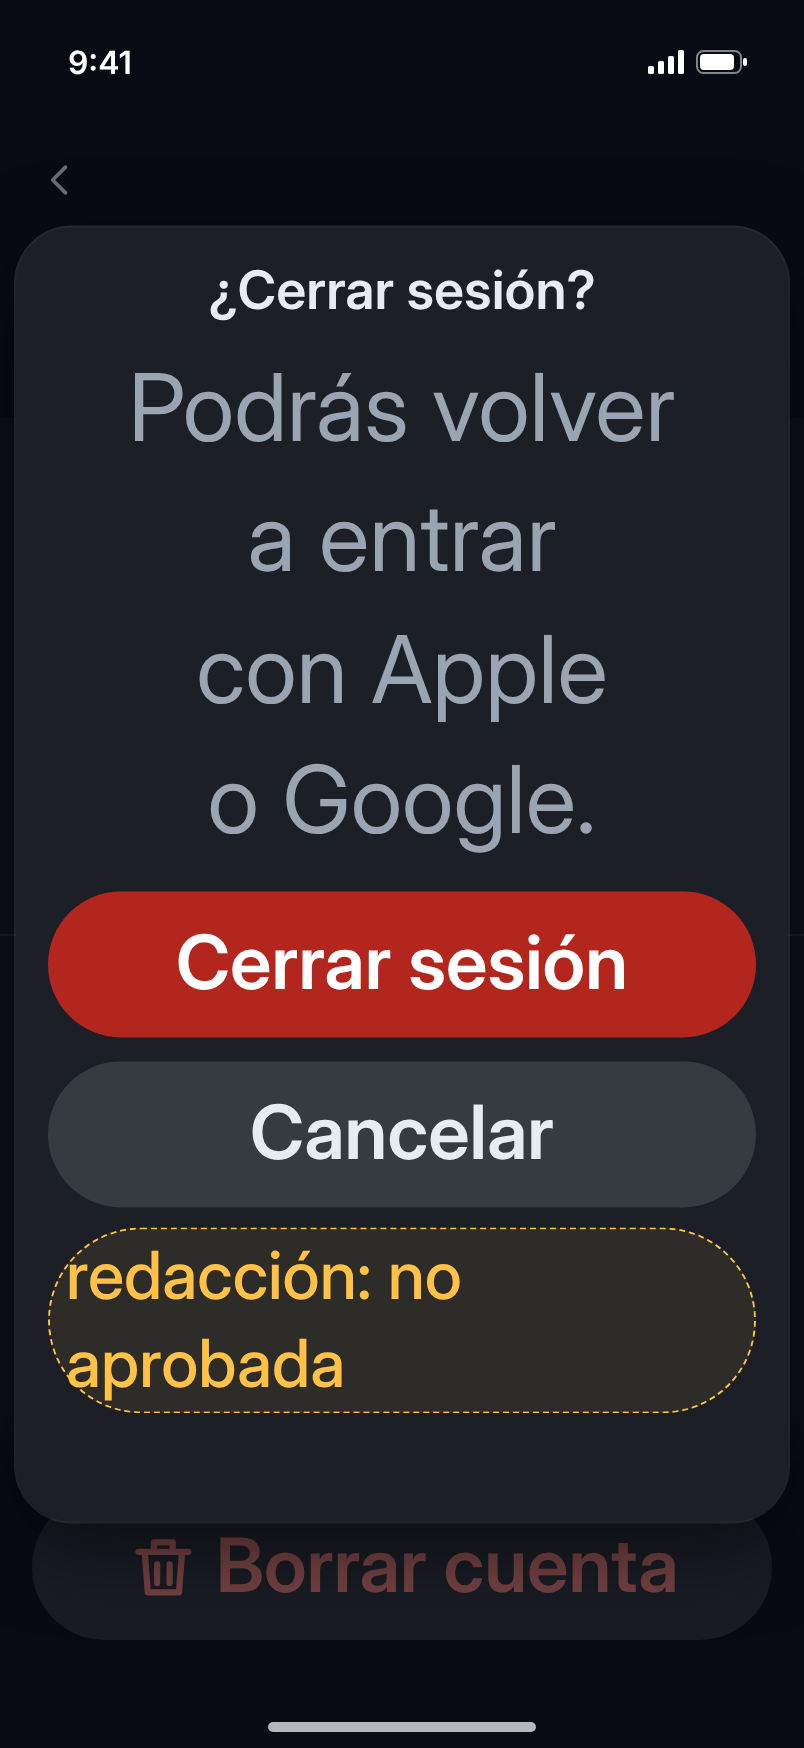 9:41
¿Cerrar sesión?
Podrás volver
a entrar
con Apple
o Google.
Cerrar sesión
Cancelar
redacción: no
aprobada
Borrar cuenta